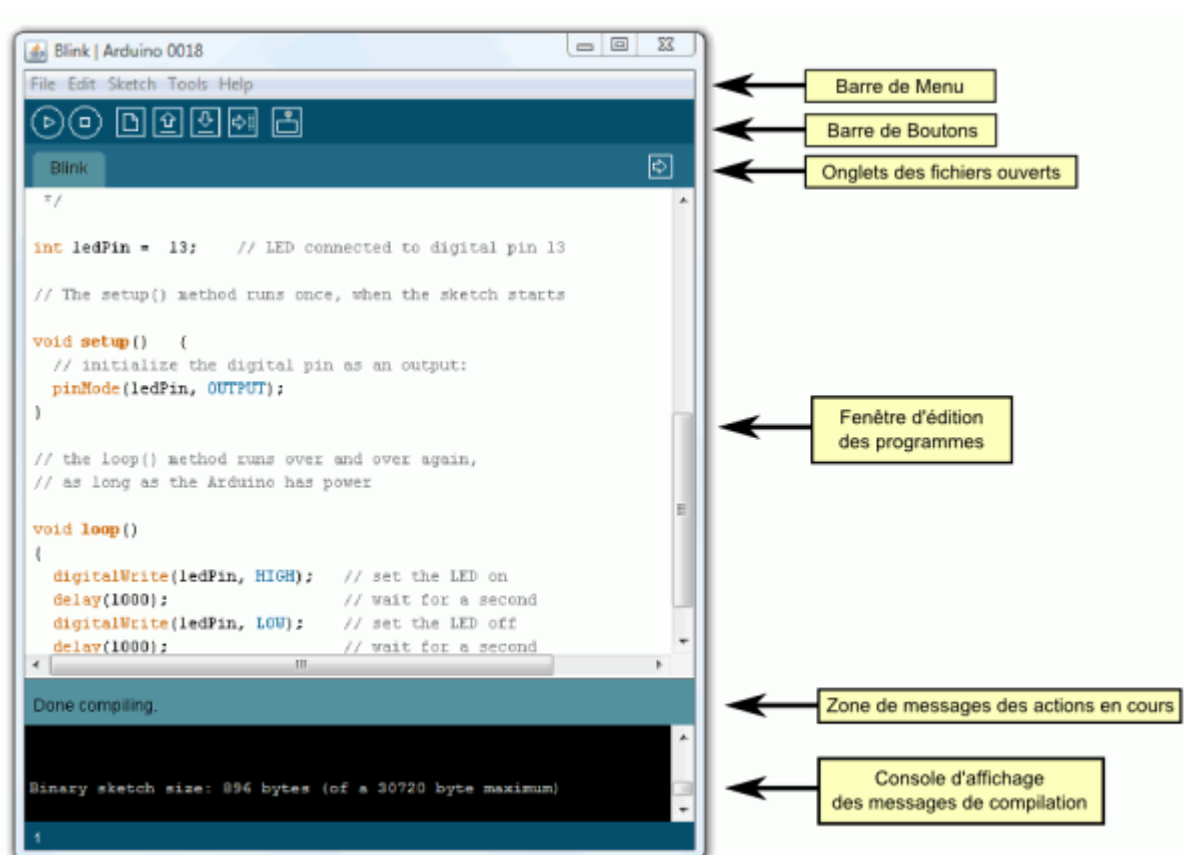 Blink | Arduino 0018
File Edit Sketch Tools Help
Barre de Menu
Barre de Boutons
Blink
Onglets des fichiers ouverts
*/
int ledPin = 13; // LED connected to digital pin 13
// The setup() method runs once, when the sketch starts
void setup() {
// initialize the digital pin as an output:
pinMode(ledPin, OUTPUT);
}
Fenêtre d'édition
des programmes
// the loop() method runs over and over again,
// as long as the Arduino has power
void loop()
{
digitalWrite(ledPin, HIGH); // set the LED on
delay(1000); // wait for a second
digitalWrite(ledPin, LOW); // set the LED off
delay(1000); // wait for a second
Done compiling.
Zone de messages des actions en cours
Binary sketch size: 896 bytes (of a 30720 byte maximum)
Console d'affichage
des messages de compilation
1